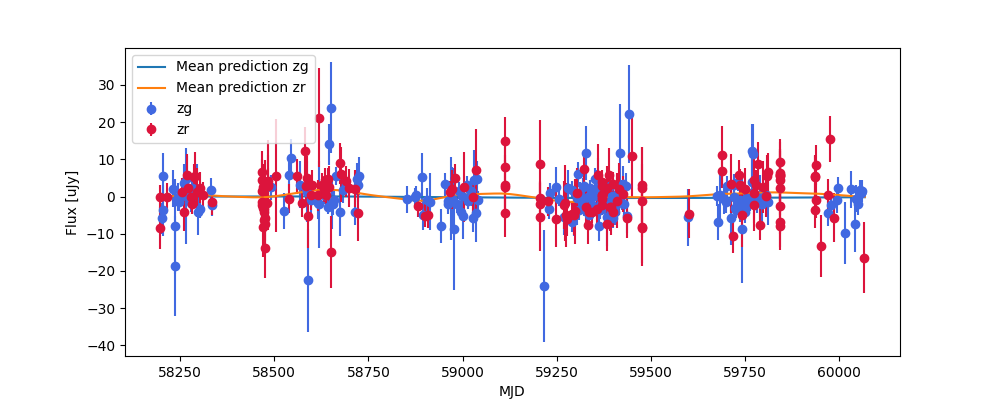 Mean prediction zg
Mean prediction zr
zg
zr
30
20
10
0
−10
−20
−30
−40
Flux [uJy]
58250 58500 58750 59000 59250 59500 59750 60000
MJD